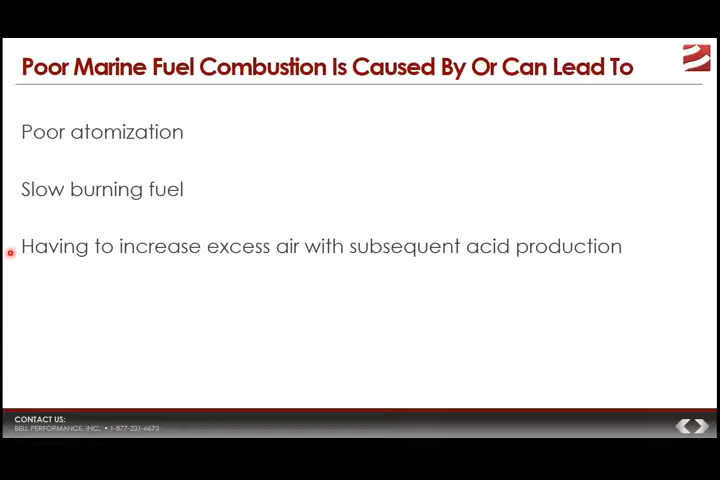 Poor Marine Fuel Combustion Is Caused By Or Can Lead To
Poor atomization
Slow burning fuel
Having to increase excess air with subsequent acid production
CONTACT US:
BELL PERFORMANCE, INC. • 1-877-231-6673